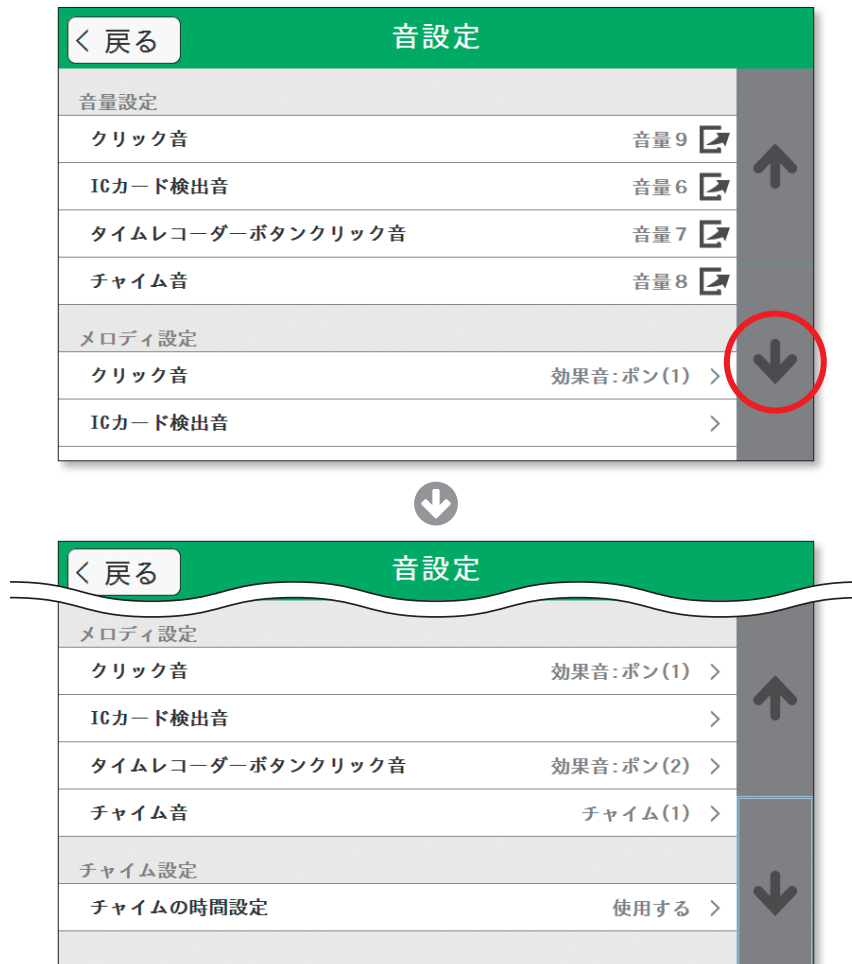 戻る 音設定
音量設定
クリック音 音量9
ICカード検出音 音量6
タイムレコーダーボタンクリック音 音量7
チャイム音 音量8
メロディ設定
クリック音 効果音:ポン(1)
ICカード検出音
戻る 音設定
メロディ設定
クリック音 効果音:ポン(1)
ICカード検出音
タイムレコーダーボタンクリック音 効果音:ポン(2)
チャイム音 チャイム(1)
チャイム設定
チャイムの時間設定 使用する